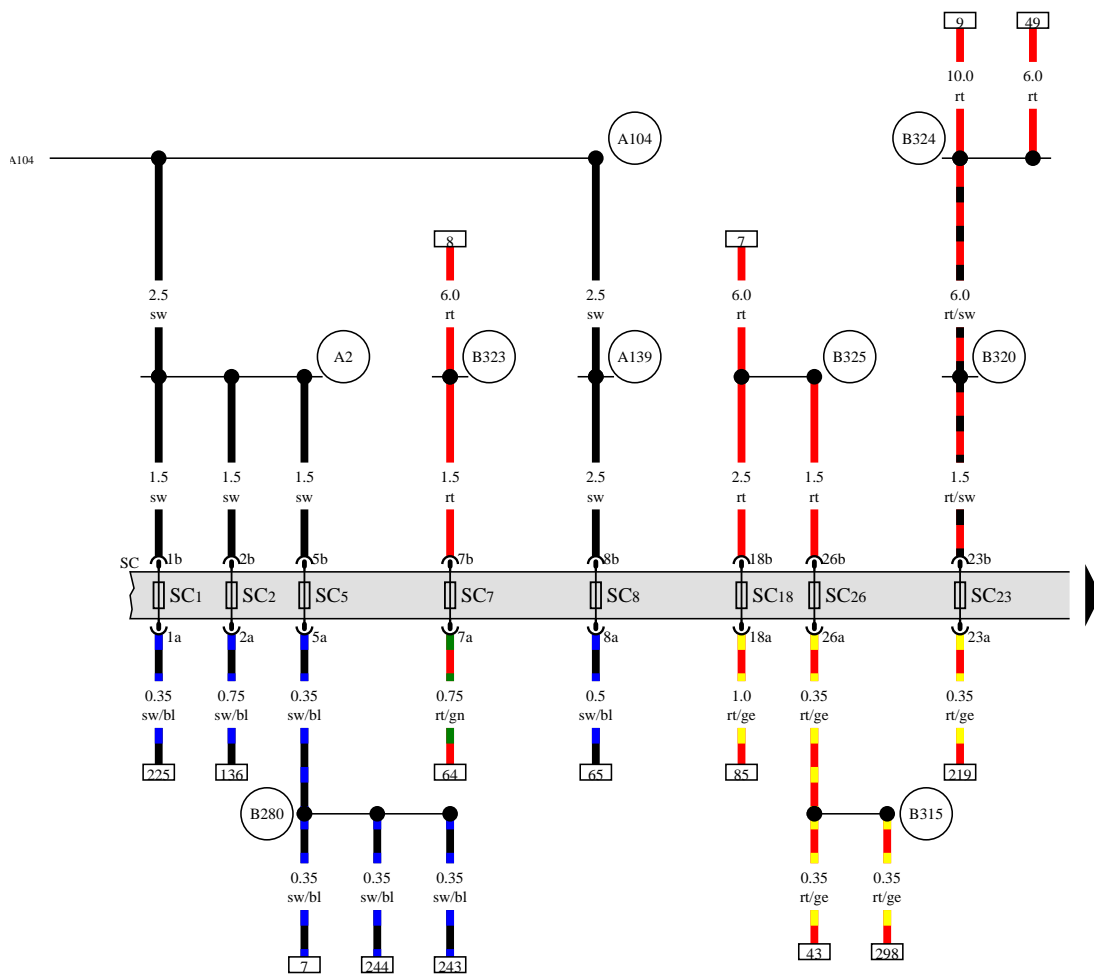 9 49
10.0 6.0
rt rt
A104 A104 B324
8 7
2.5 6.0 2.5 6.0 6.0
sw rt sw rt rt/sw
A2 B323 A139 B325 B320
1.5 1.5 1.5 1.5 2.5 2.5 1.5 1.5
sw sw sw rt sw rt rt rt/sw
SC 1b 2b 5b 7b 8b 18b 26b 23b
SC1 SC2 SC5 SC7 SC8 SC18 SC26 SC23
1a 2a 5a 7a 8a 18a 26a 23a
0.35 0.75 0.35 0.75 0.5 1.0 0.35 0.35
sw/bl sw/bl sw/bl rt/gn sw/bl rt/ge rt/ge rt/ge
225 136 64 65 85 219
B280 B315
0.35 0.35 0.35 0.35 0.35
sw/bl sw/bl sw/bl rt/ge rt/ge
43 298
7 244 243